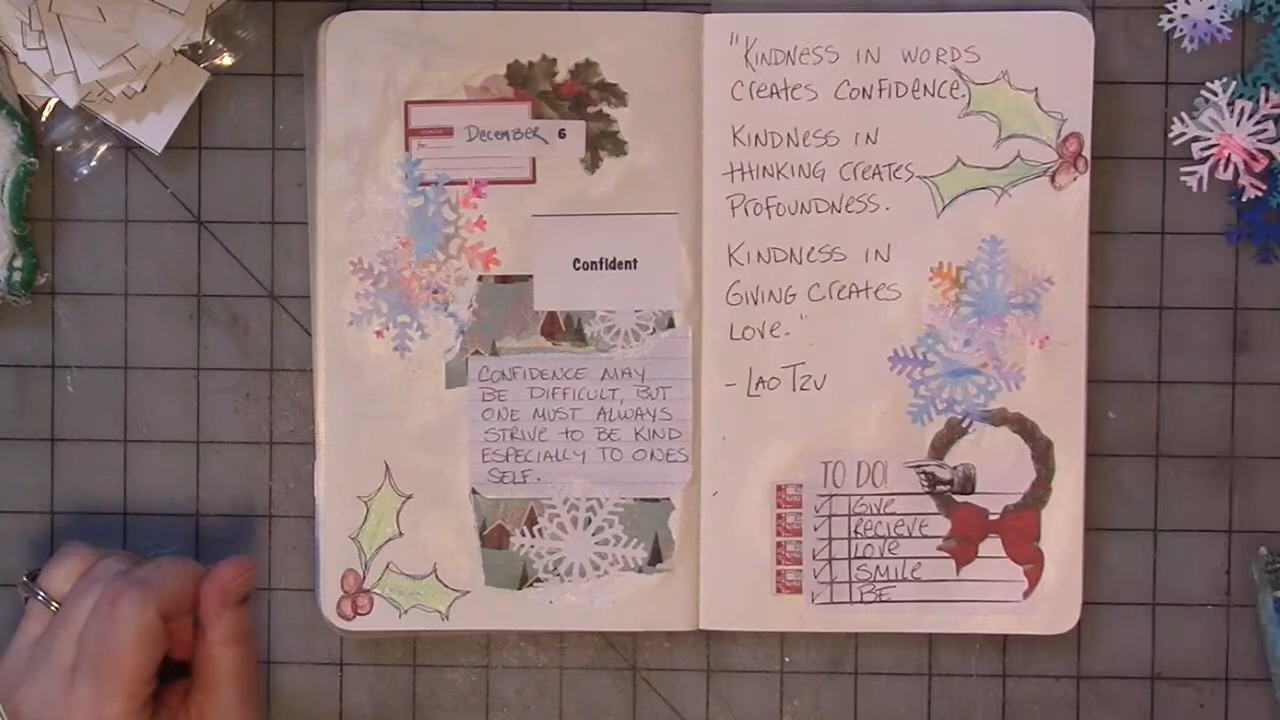 December 6
Confident
CONFIDENCE MAY
BE DIFFICULT, BUT
ONE MUST ALWAYS
STRIVE TO BE KIND
ESPECIALLY TO ONES
SELF.
"KINDNESS IN WORDS
CREATES CONFIDENCE.
KINDNESS IN
THINKING CREATES
PROFOUNDNESS.
KINDNESS IN
GIVING CREATES
LOVE."
- LAO TZU
TO DO!
GIVE
RECIEVE
LOVE
SMILE
BE